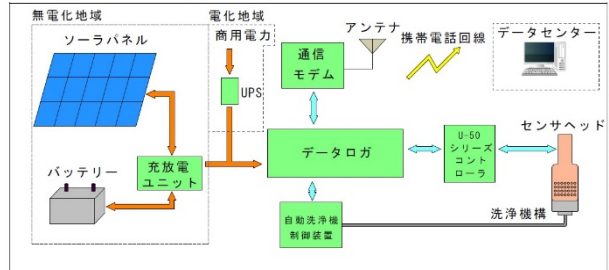 無電化地域
ソーラパネル
バッテリー
充放電
ユニット
電化地域
商用電力
UPS
アンテナ
通信
モデム
携帯電話回線
データセンター
データロガ
U-50
シリーズ
コント
ローラ
センサヘッド
洗浄機構
自動洗浄機
制御装置